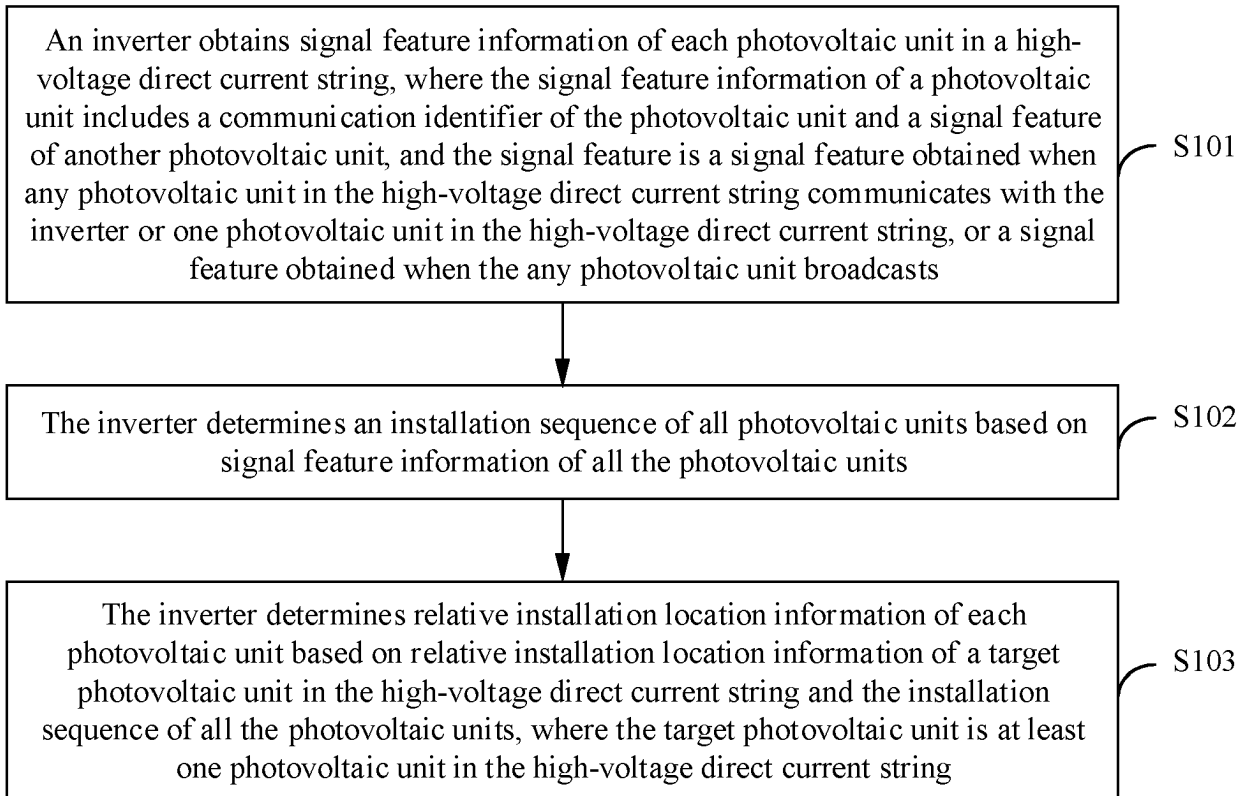 An inverter obtains signal feature information of each photovoltaic unit in a high-
voltage direct current string, where the signal feature information of a photovoltaic
unit includes a communication identifier of the photovoltaic unit and a signal feature
of another photovoltaic unit, and the signal feature is a signal feature obtained when
any photovoltaic unit in the high-voltage direct current string communicates with the
inverter or one photovoltaic unit in the high-voltage direct current string, or a signal
feature obtained when the any photovoltaic unit broadcasts
S101
The inverter determines an installation sequence of all photovoltaic units based on
signal feature information of all the photovoltaic units
S102
The inverter determines relative installation location information of each
photovoltaic unit based on relative installation location information of a target
photovoltaic unit in the high-voltage direct current string and the installation
sequence of all the photovoltaic units, where the target photovoltaic unit is at least
one photovoltaic unit in the high-voltage direct current string
S103